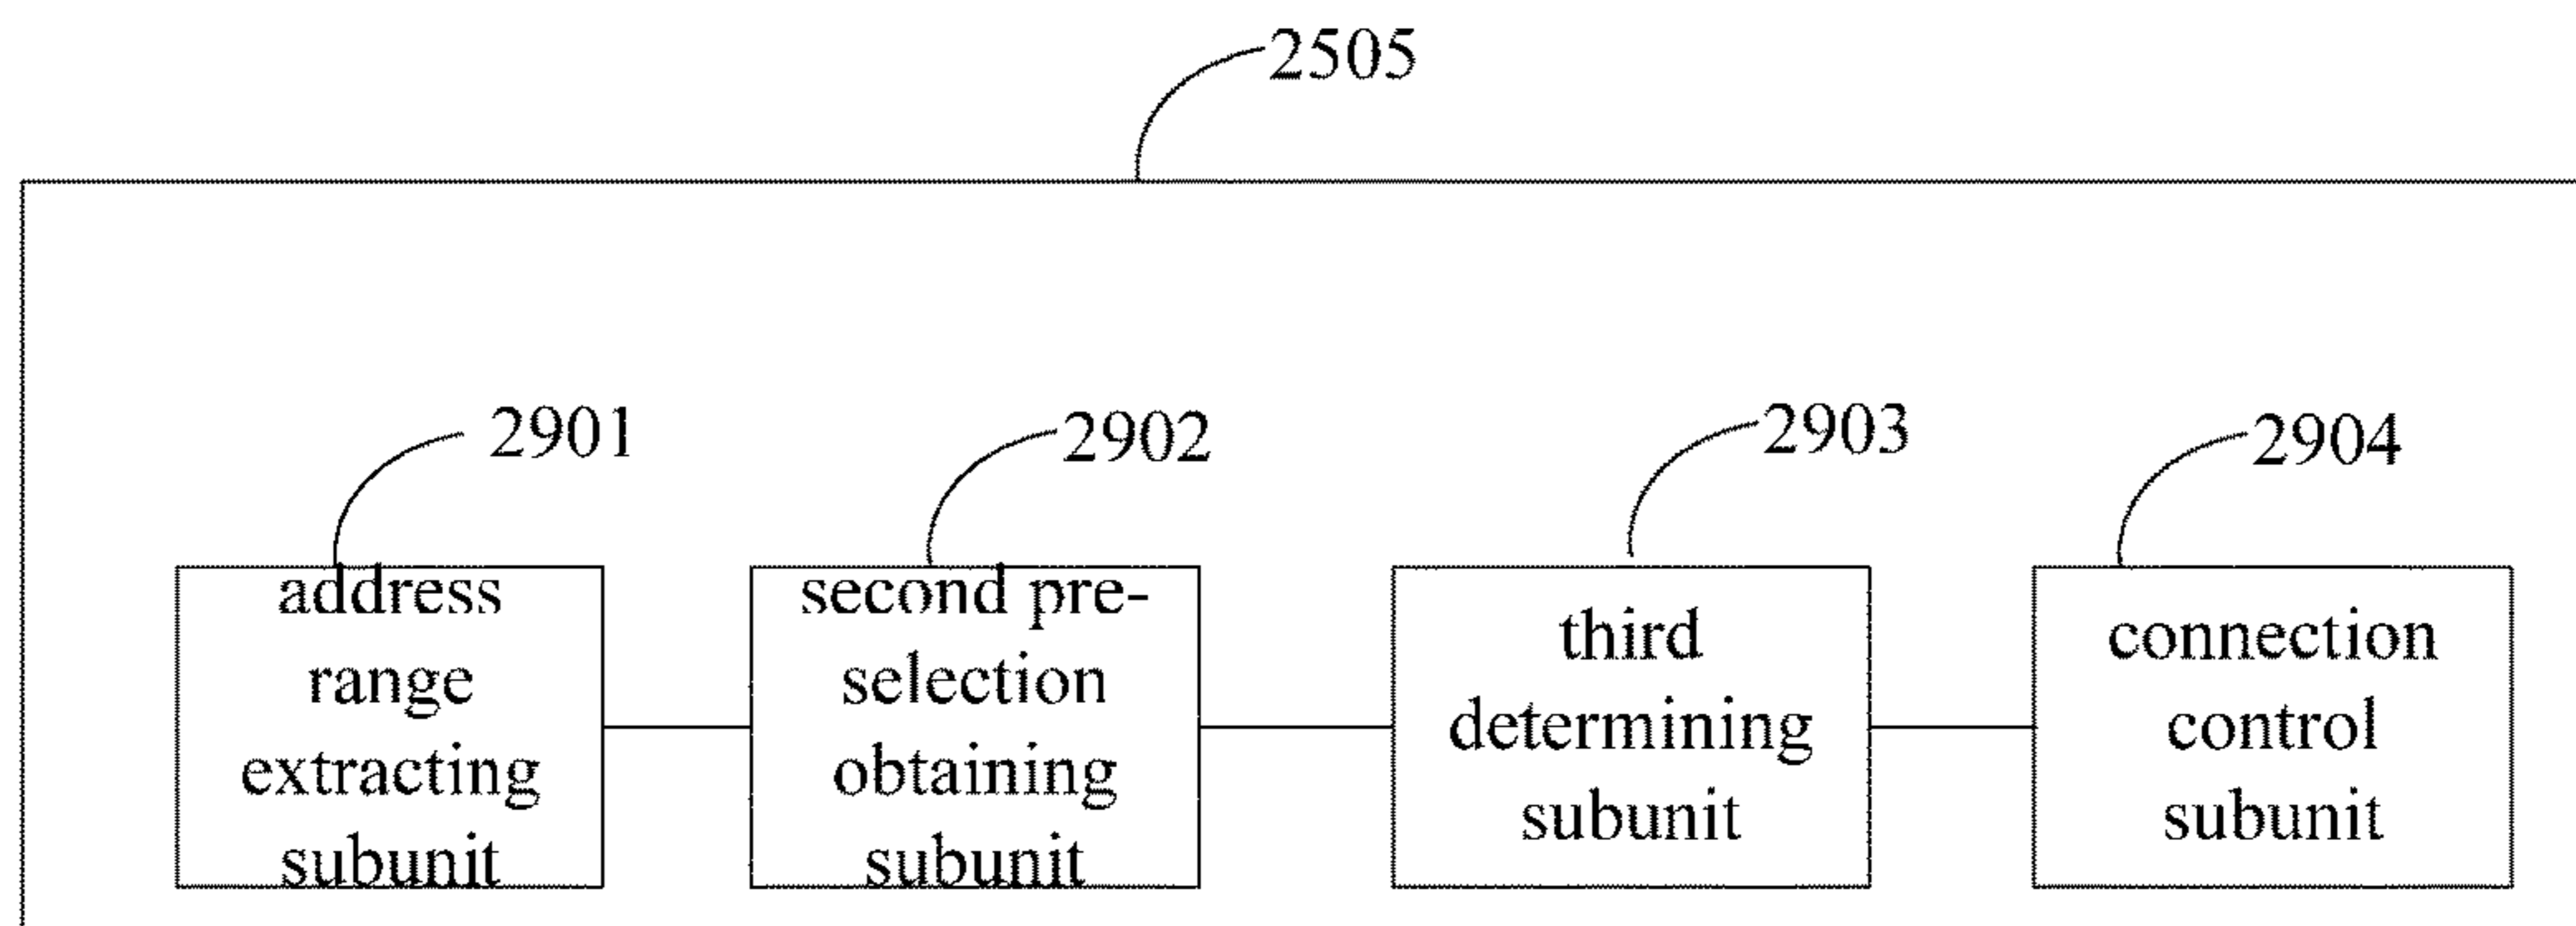 2505
2901
2902
2903
2904
address
range
extracting
subunit
second pre-
selection
obtaining
subunit
third
determining
subunit
connection
control
subunit